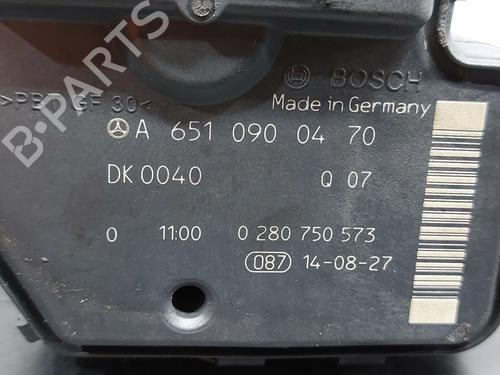 BOSCH
>PBT GF 30<
Made in Germany
A 651 090 04 70
DK 0040 Q 07
0 11:00 0 280 750 573
087 14-08-27
B-PARTS